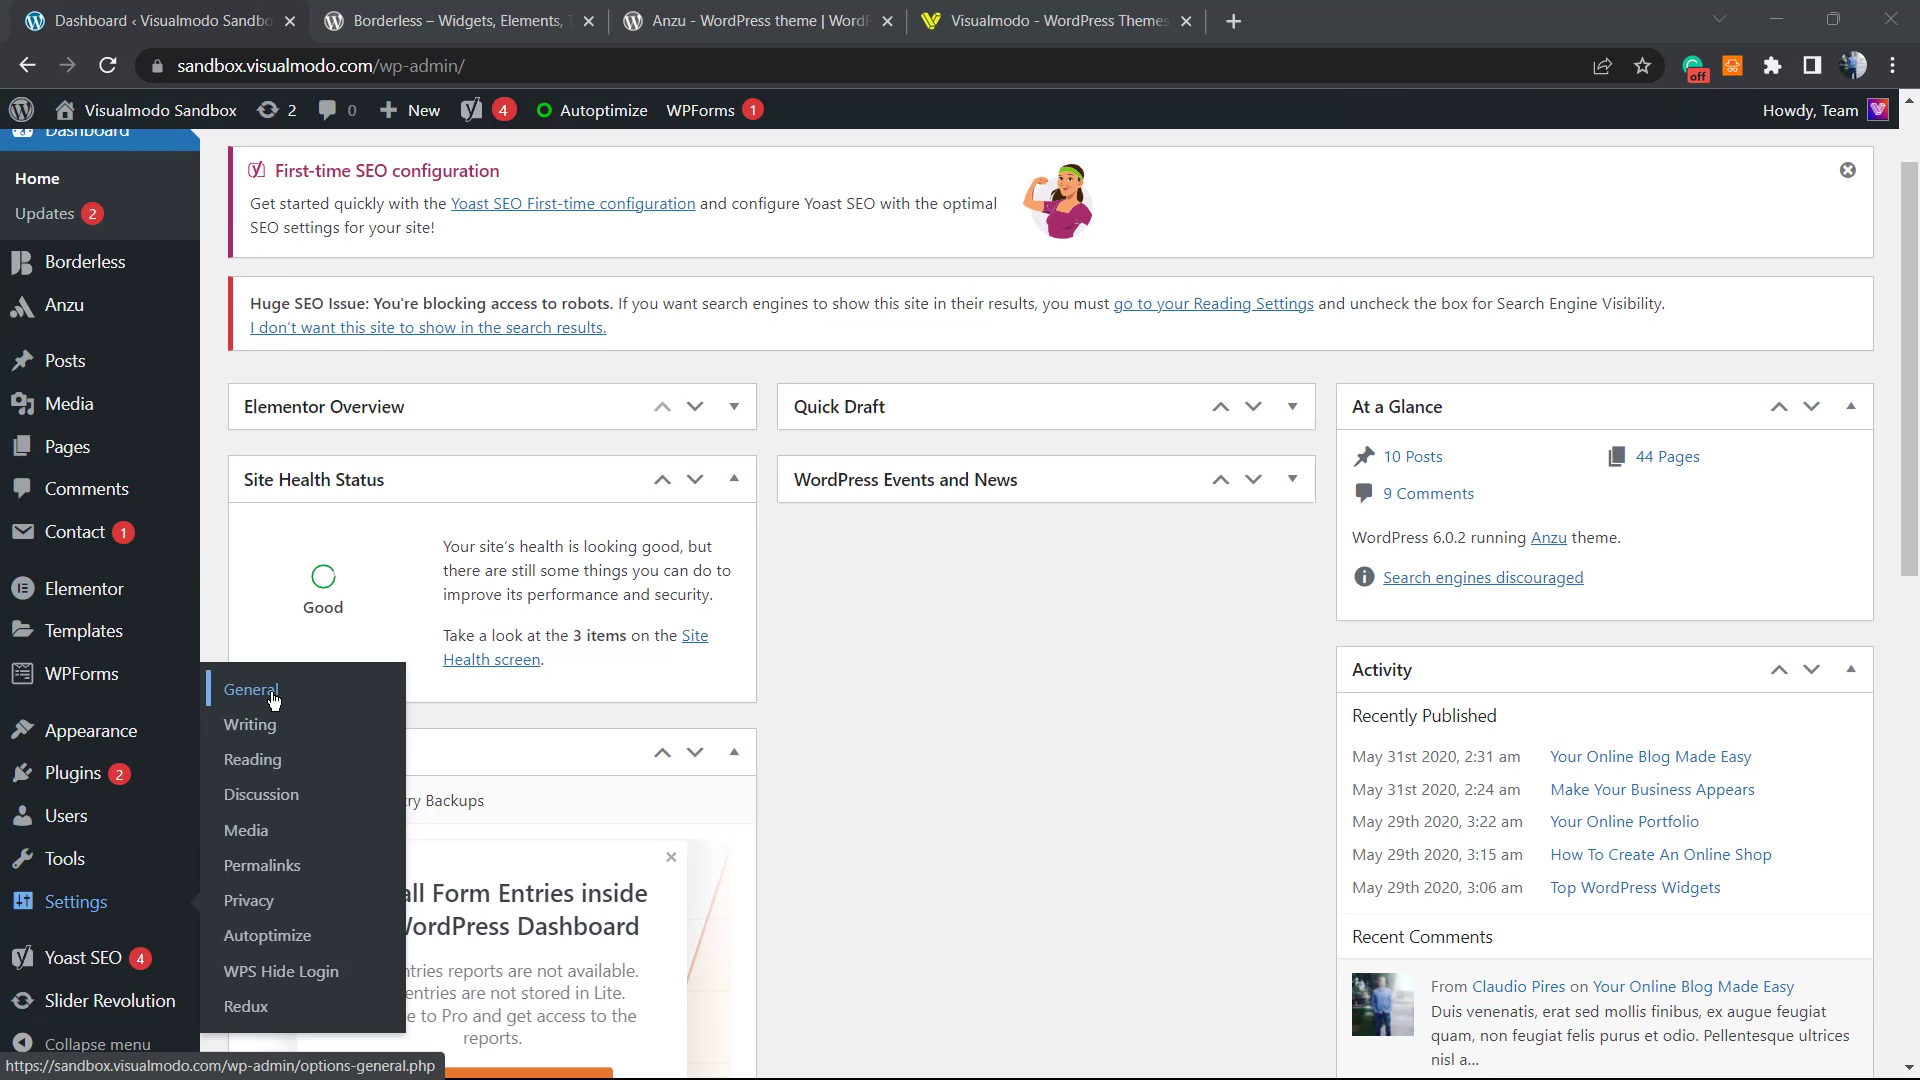 Dashboard ‹ Visualmodo Sandbo
Borderless – Widgets, Elements, T
Anzu - WordPress theme | WordP
Visualmodo - WordPress Themes
sandbox.visualmodo.com/wp-admin/
off
Visualmodo Sandbox
2
0
New
4
Autoptimize
WPForms 1
Howdy, Team
Dashboard
Home
Updates 2
Borderless
Anzu
Posts
Media
Pages
Comments
Contact 1
Elementor
Templates
WPForms
Appearance
Plugins 2
Users
Tools
Settings
Yoast SEO 4
Slider Revolution
Collapse menu
General
Writing
Reading
Discussion
Media
Permalinks
Privacy
Autoptimize
WPS Hide Login
Redux
https://sandbox.visualmodo.com/wp-admin/options-general.php
First-time SEO configuration
Get started quickly with the Yoast SEO First-time configuration and configure Yoast SEO with the optimal
SEO settings for your site!
Huge SEO Issue: You're blocking access to robots. If you want search engines to show this site in their results, you must go to your Reading Settings and uncheck the box for Search Engine Visibility.
I don't want this site to show in the search results.
Elementor Overview
Site Health Status
Good
Your site's health is looking good, but
there are still some things you can do to
improve its performance and security.
Take a look at the 3 items on the Site
Health screen.
ry Backups
all Form Entries inside
WordPress Dashboard
ntries reports are not available.
entries are not stored in Lite.
e to Pro and get access to the
reports.
Quick Draft
WordPress Events and News
At a Glance
10 Posts
44 Pages
9 Comments
WordPress 6.0.2 running Anzu theme.
Search engines discouraged
Activity
Recently Published
May 31st 2020, 2:31 am Your Online Blog Made Easy
May 31st 2020, 2:24 am Make Your Business Appears
May 29th 2020, 3:22 am Your Online Portfolio
May 29th 2020, 3:15 am How To Create An Online Shop
May 29th 2020, 3:06 am Top WordPress Widgets
Recent Comments
From Claudio Pires on Your Online Blog Made Easy
Duis venenatis, erat sed mollis finibus, ex augue feugiat
quam, non feugiat felis purus et odio. Pellentesque ultrices
nisl a...